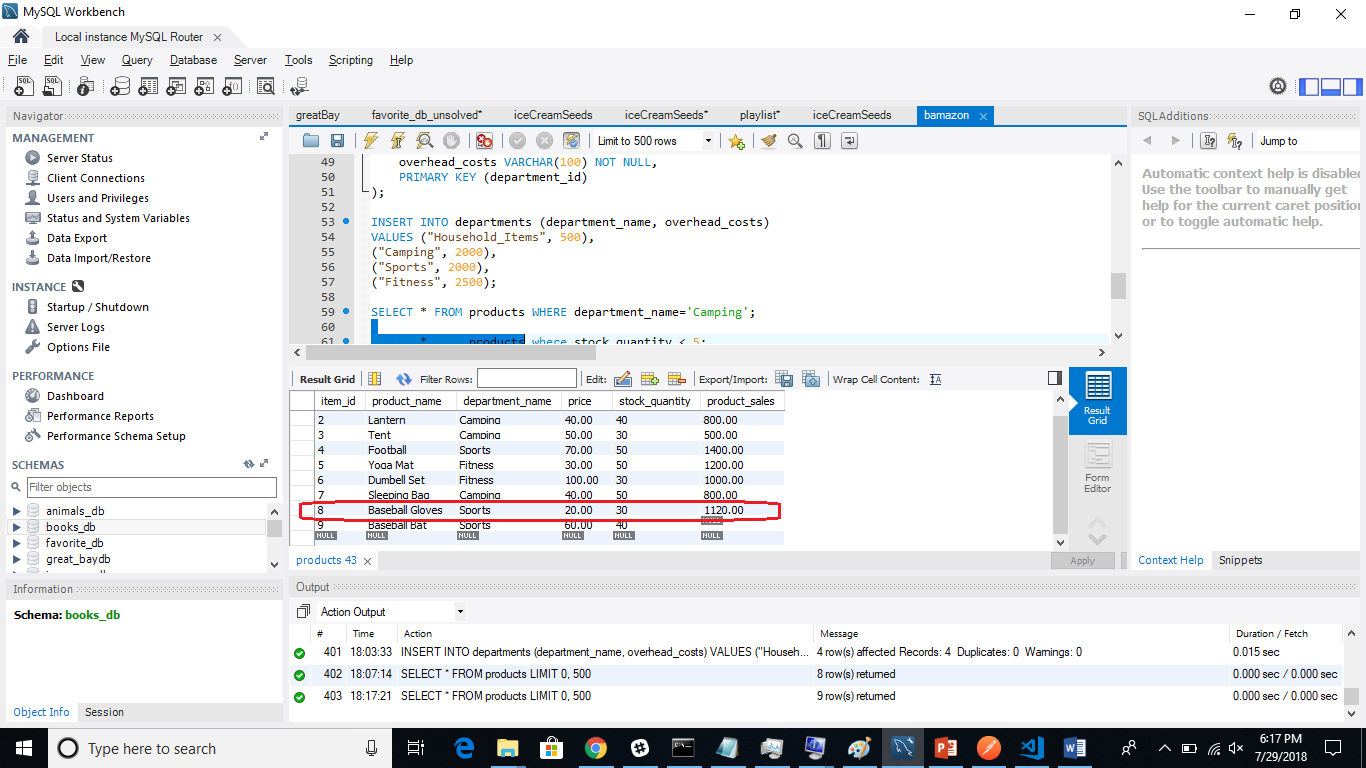 MySQL Workbench
Local instance MySQL Router
File Edit View Query Database Server Tools Scripting Help
Navigator
MANAGEMENT
Server Status
Client Connections
Users and Privileges
Status and System Variables
Data Export
Data Import/Restore
INSTANCE
Startup / Shutdown
Server Logs
Options File
PERFORMANCE
Dashboard
Performance Reports
Performance Schema Setup
SCHEMAS
Filter objects
animals_db
books_db
favorite_db
great_baydb
Information
Schema: books_db
Object Info Session
greatBay favorite_db_unsolved* iceCreamSeeds iceCreamSeeds* playlist* iceCreamSeeds bamazon
Limit to 500 rows
49 overhead_costs VARCHAR(100) NOT NULL,
50 PRIMARY KEY (department_id)
51 );
52
53 INSERT INTO departments (department_name, overhead_costs)
54 VALUES ("Household_Items", 500),
55 ("Camping", 2000),
56 ("Sports", 2000),
57 ("Fitness", 2500);
58
59 SELECT * FROM products WHERE department_name='Camping';
60
61 * products where stock_quantity < 5;
Result Grid Filter Rows: Edit: Export/Import: Wrap Cell Content:
item_id product_name department_name price stock_quantity product_sales
2 Lantern Camping 40.00 40 800.00
3 Tent Camping 50.00 30 500.00
4 Football Sports 70.00 50 1400.00
5 Yoga Mat Fitness 30.00 50 1200.00
6 Dumbell Set Fitness 100.00 30 1000.00
7 Sleeping Bag Camping 40.00 50 800.00
8 Baseball Gloves Sports 20.00 30 1120.00
9 Baseball Bat Sports 60.00 40 NULL
NULL NULL NULL NULL NULL NULL
Result Grid
Form Editor
products 43
Apply
SQLAdditions
Jump to
Automatic context help is disabled
Use the toolbar to manually get
help for the current caret position
or to toggle automatic help.
Context Help Snippets
Output
Action Output
# Time Action Message Duration / Fetch
401 18:03:33 INSERT INTO departments (department_name, overhead_costs) VALUES ("Househ... 4 row(s) affected Records: 4 Duplicates: 0 Warnings: 0 0.015 sec
402 18:07:14 SELECT * FROM products LIMIT 0, 500 8 row(s) returned 0.000 sec / 0.000 sec
403 18:17:21 SELECT * FROM products LIMIT 0, 500 9 row(s) returned 0.000 sec / 0.000 sec
Type here to search
6:17 PM
7/29/2018